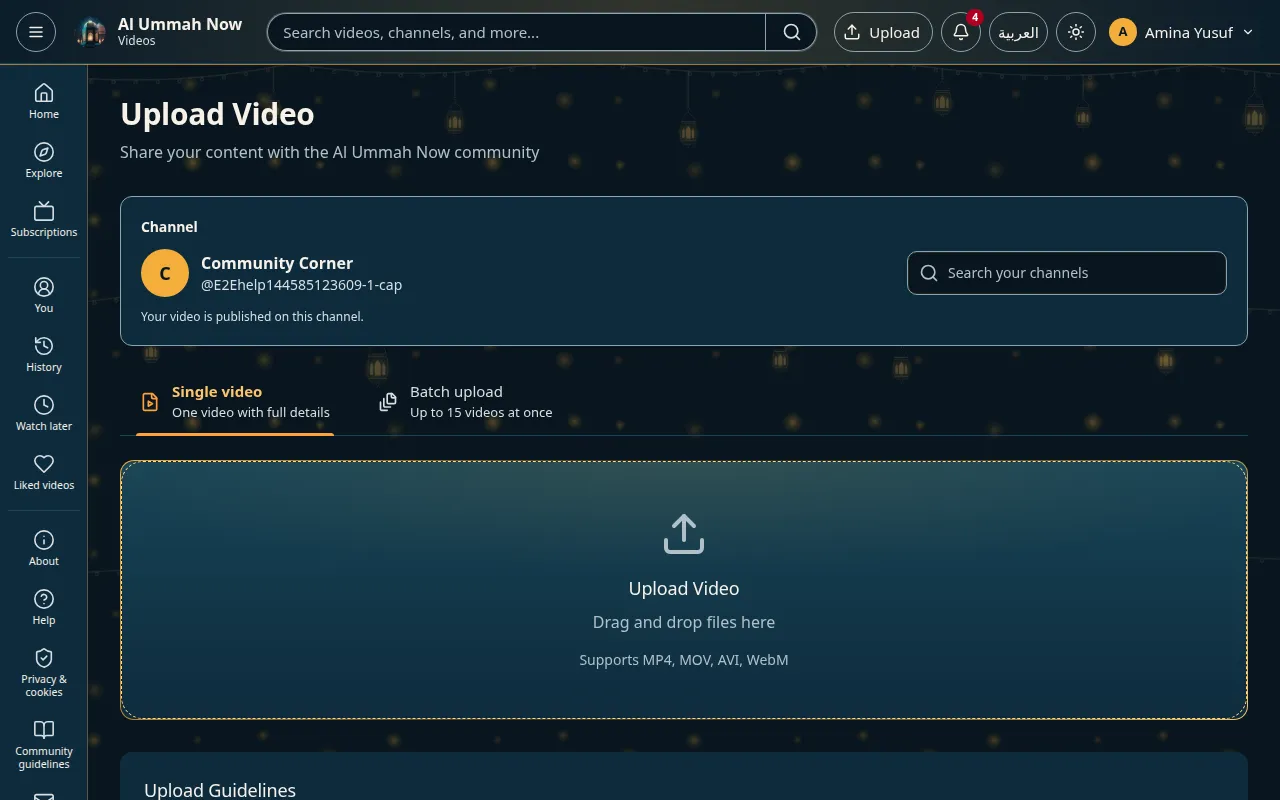 Al Ummah Now
Videos
Search videos, channels, and more...
Upload
4
العربية
A
Amina Yusuf
Home
Explore
Subscriptions
You
History
Watch later
Liked videos
About
Help
Privacy &
cookies
Community
guidelines
Upload Video
Share your content with the Al Ummah Now community
Channel
C
Community Corner
@E2Ehelp144585123609-1-cap
Search your channels
Your video is published on this channel.
Single video
One video with full details
Batch upload
Up to 15 videos at once
Upload Video
Drag and drop files here
Supports MP4, MOV, AVI, WebM
Upload Guidelines